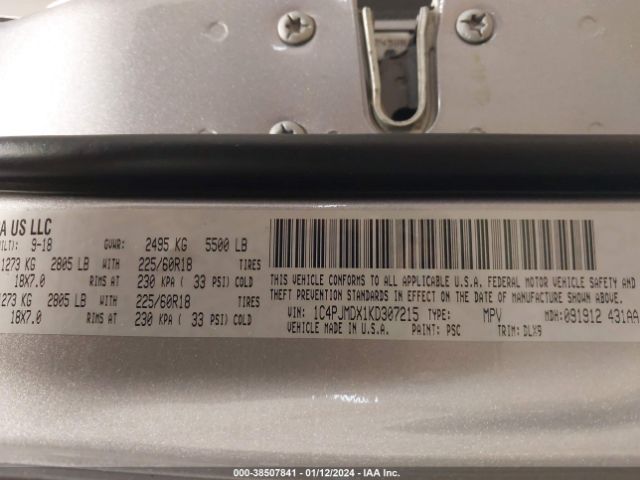 A US LLC
ILT): 9-18 GVWR: 2495 KG 5500 LB
1273 KG 2805 LB WITH 225/60R18 TIRES
18X7.0 RIMS AT 230 KPA ( 33 PSI) COLD
273 KG 2805 LB WITH 225/60R18 TIRES
18X7.0 RIMS AT 230 KPA ( 33 PSI) COLD
THIS VEHICLE CONFORMS TO ALL APPLICABLE U.S.A. FEDERAL MOTOR VEHICLE SAFETY AND
THEFT PREVENTION STANDARDS IN EFFECT ON THE DATE OF MANUFACTURE SHOWN ABOVE.
VIN: 1C4PJMDX1KD307215 TYPE: MPV MDH: 091912 431AA
VEHICLE MADE IN U.S.A. PAINT: PSC TRIM: DLX9
000-38507841 - 01/12/2024 - IAA Inc.